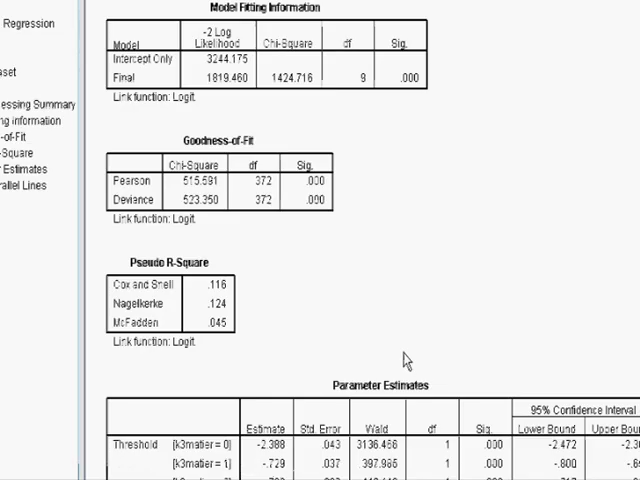 Regression
Model Fitting Information
Model -2 Log Likelihood Chi-Square df Sig.
Intercept Only 3244.175
Final 1819.460 1424.716 9 .000
Link function: Logit.
aset
essing Summary
ng information
-of-Fit
-Square
r Estimates
rallel Lines
Goodness-of-Fit
Chi-Square df Sig.
Pearson 515.591 372 .000
Deviance 523.350 372 .000
Link function: Logit.
Pseudo R-Square
Cox and Snell .116
Nagelkerke .124
McFadden .045
Link function: Logit.
Parameter Estimates
95% Confidence Interval
Estimate Std. Error Wald df Sig. Lower Bound Upper Bou
Threshold [k3matier = 0] -2.388 .043 3136.466 1 .000 -2.472 -2.3
[k3matier = 1] -.729 .037 397.985 1 .000 -.800